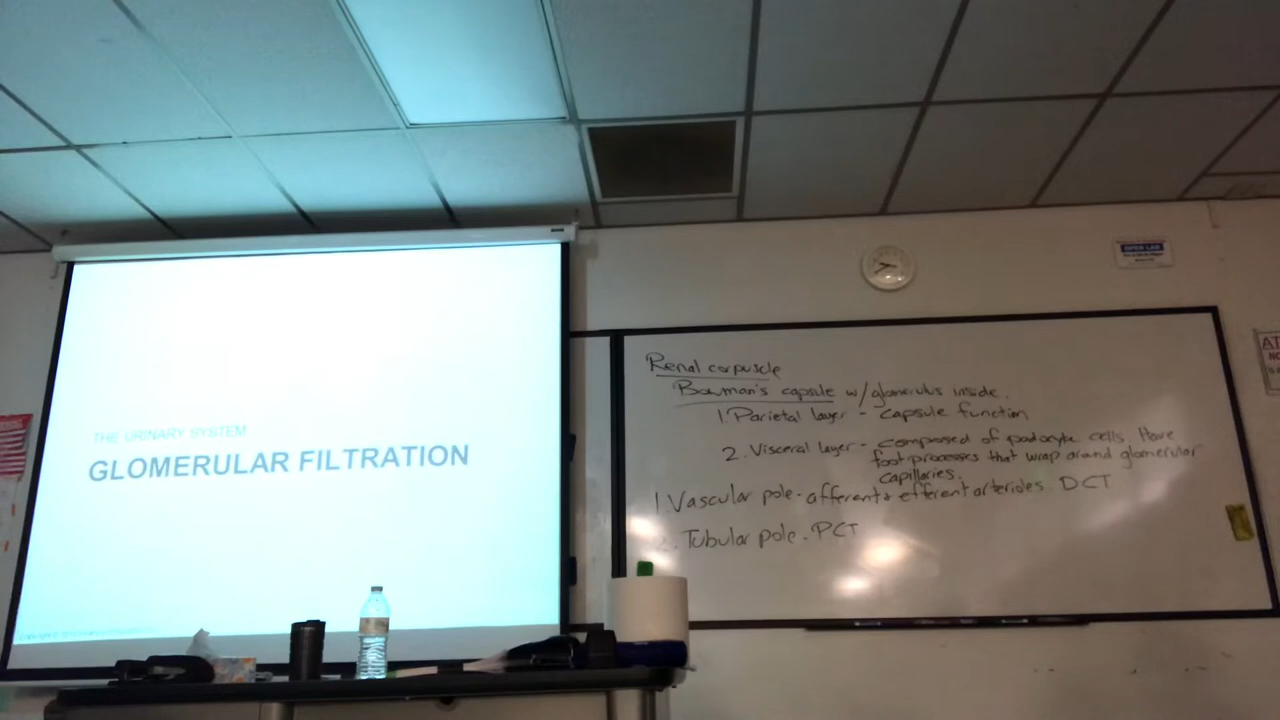 THE URINARY SYSTEM
GLOMERULAR FILTRATION
Renal corpuscle
Bowman's capsule w/glomerulus inside.
1. Parietal layer - capsule function
2. Visceral layer - composed of podocyte cells. Have
foot processes that wrap around glomerular
capillaries.
1. Vascular pole - afferent & efferent arterioles. DCT
2. Tubular pole. PCT
OPEN LAB